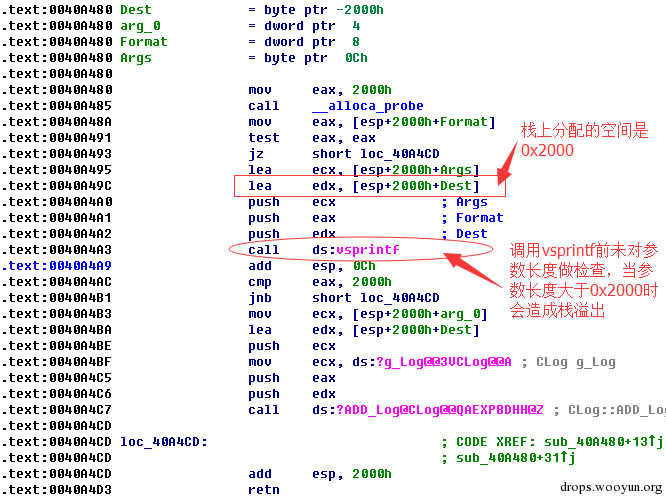 .text:0040A480 Dest = byte ptr -2000h
.text:0040A480 arg_0 = dword ptr 4
.text:0040A480 Format = dword ptr 8
.text:0040A480 Args = byte ptr 0Ch
.text:0040A480
.text:0040A480 mov eax, 2000h
.text:0040A485 call __alloca_probe
.text:0040A48A mov eax, [esp+2000h+Format]
.text:0040A491 test eax, eax
.text:0040A493 jz short loc_40A4CD
.text:0040A495 lea ecx, [esp+2000h+Args]
.text:0040A49C lea edx, [esp+2000h+Dest]
.text:0040A4A0 push ecx ; Args
.text:0040A4A1 push eax ; Format
.text:0040A4A2 push edx ; Dest
.text:0040A4A3 call ds:vsprintf
.text:0040A4A9 add esp, 0Ch
.text:0040A4AC cmp eax, 2000h
.text:0040A4B1 jnb short loc_40A4CD
.text:0040A4B3 mov ecx, [esp+2000h+arg_0]
.text:0040A4BA lea edx, [esp+2000h+Dest]
.text:0040A4BE push ecx
.text:0040A4BF mov ecx, ds:?g_Log@@3VCLog@@A ; CLog g_Log
.text:0040A4C5 push eax
.text:0040A4C6 push edx
.text:0040A4C7 call ds:?ADD_Log@CLog@@QAEXPBDHH@Z ; CLog::ADD_Log
.text:0040A4CD
.text:0040A4CD loc_40A4CD: ; CODE XREF: sub_40A480+13↑j
.text:0040A4CD ; sub_40A480+31↑j
.text:0040A4CD add esp, 2000h
.text:0040A4D3 retn
栈上分配的空间是
0x2000
调用vsprintf前未对参
数长度做检查，当参
数长度大于0x2000时
会造成栈溢出
drops.wooyun.org